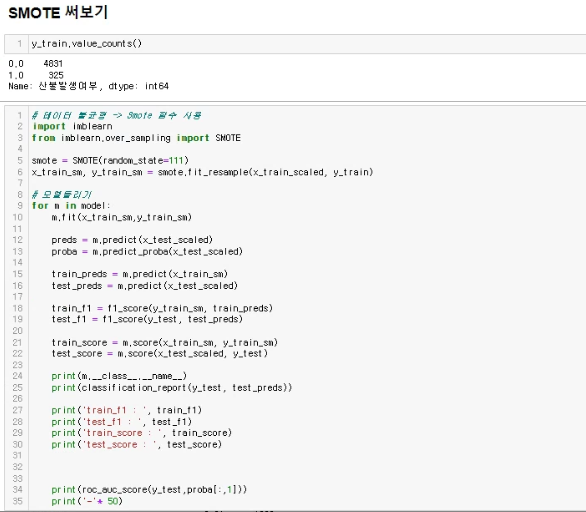 SMOTE 써보기
1 y_train.value_counts()
0.0 4831
1.0 325
Name: 산불발생여부, dtype: int64
1 # 데이터 불균형 -> Smote 함수 사용
2 import imblearn
3 from imblearn.over_sampling import SMOTE
4
5 smote = SMOTE(random_state=111)
6 x_train_sm, y_train_sm = smote.fit_resample(x_train_scaled, y_train)
7
8 # 모델돌리기
9 for m in model:
10 m.fit(x_train_sm,y_train_sm)
11
12 preds = m.predict(x_test_scaled)
13 proba = m.predict_proba(x_test_scaled)
14
15 train_preds = m.predict(x_train_sm)
16 test_preds = m.predict(x_test_scaled)
17
18 train_f1 = f1_score(y_train_sm, train_preds)
19 test_f1 = f1_score(y_test, test_preds)
20
21 train_score = m.score(x_train_sm, y_train_sm)
22 test_score = m.score(x_test_scaled, y_test)
23
24 print(m.__class__.__name__)
25 print(classification_report(y_test, test_preds))
26
27 print('train_f1 : ', train_f1)
28 print('test_f1 : ', test_f1)
29 print('train_score : ', train_score)
30 print('test_score : ', test_score)
31
32
33
34 print(roc_auc_score(y_test,proba[:,1]))
35 print('-'* 50)